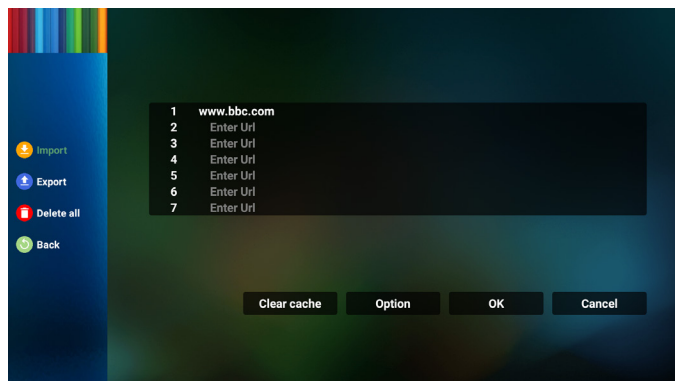 Import
Export
Delete all
Back
1 www.bbc.com
2 Enter Url
3 Enter Url
4 Enter Url
5 Enter Url
6 Enter Url
7 Enter Url
Clear cache Option OK Cancel